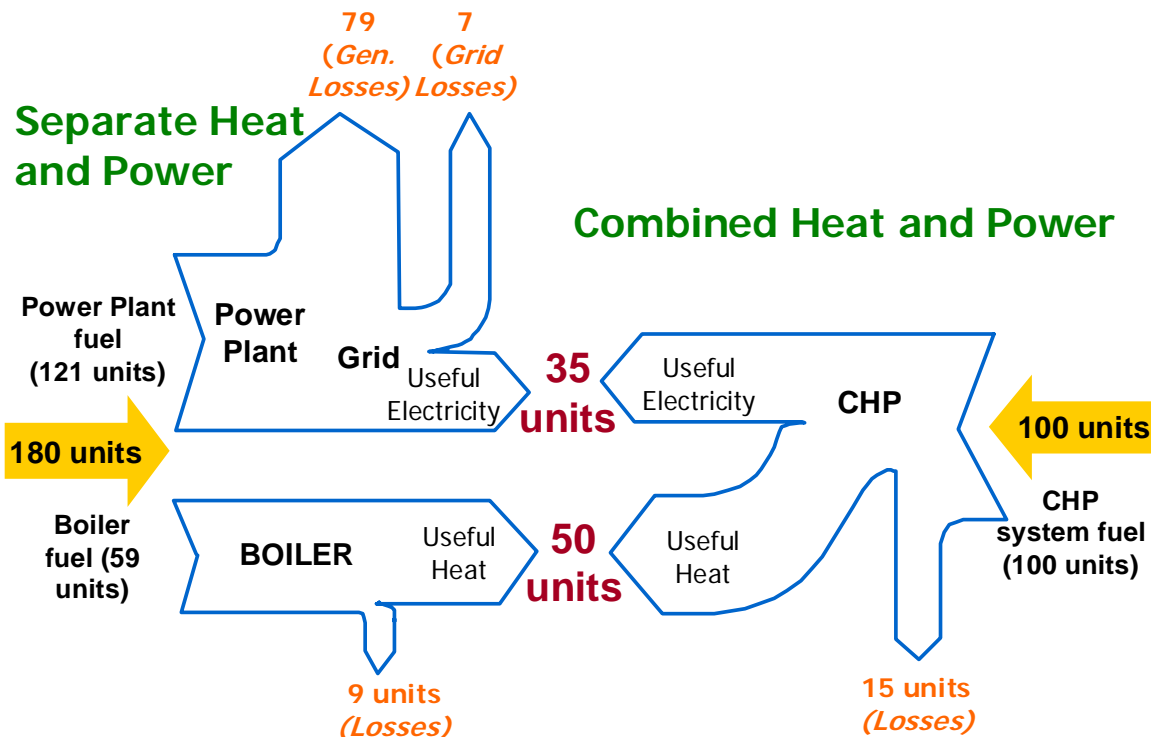 79
(Gen.
Losses)
7
(Grid
Losses)
Separate Heat
and Power
Combined Heat and Power
Power Plant
fuel
(121 units)
Power
Plant
Grid
Useful
Electricity
35
units
Useful
Electricity
CHP
180 units
100 units
Boiler
fuel (59
units)
BOILER
Useful
Heat
50
units
Useful
Heat
CHP
system fuel
(100 units)
9 units
(Losses)
15 units
(Losses)